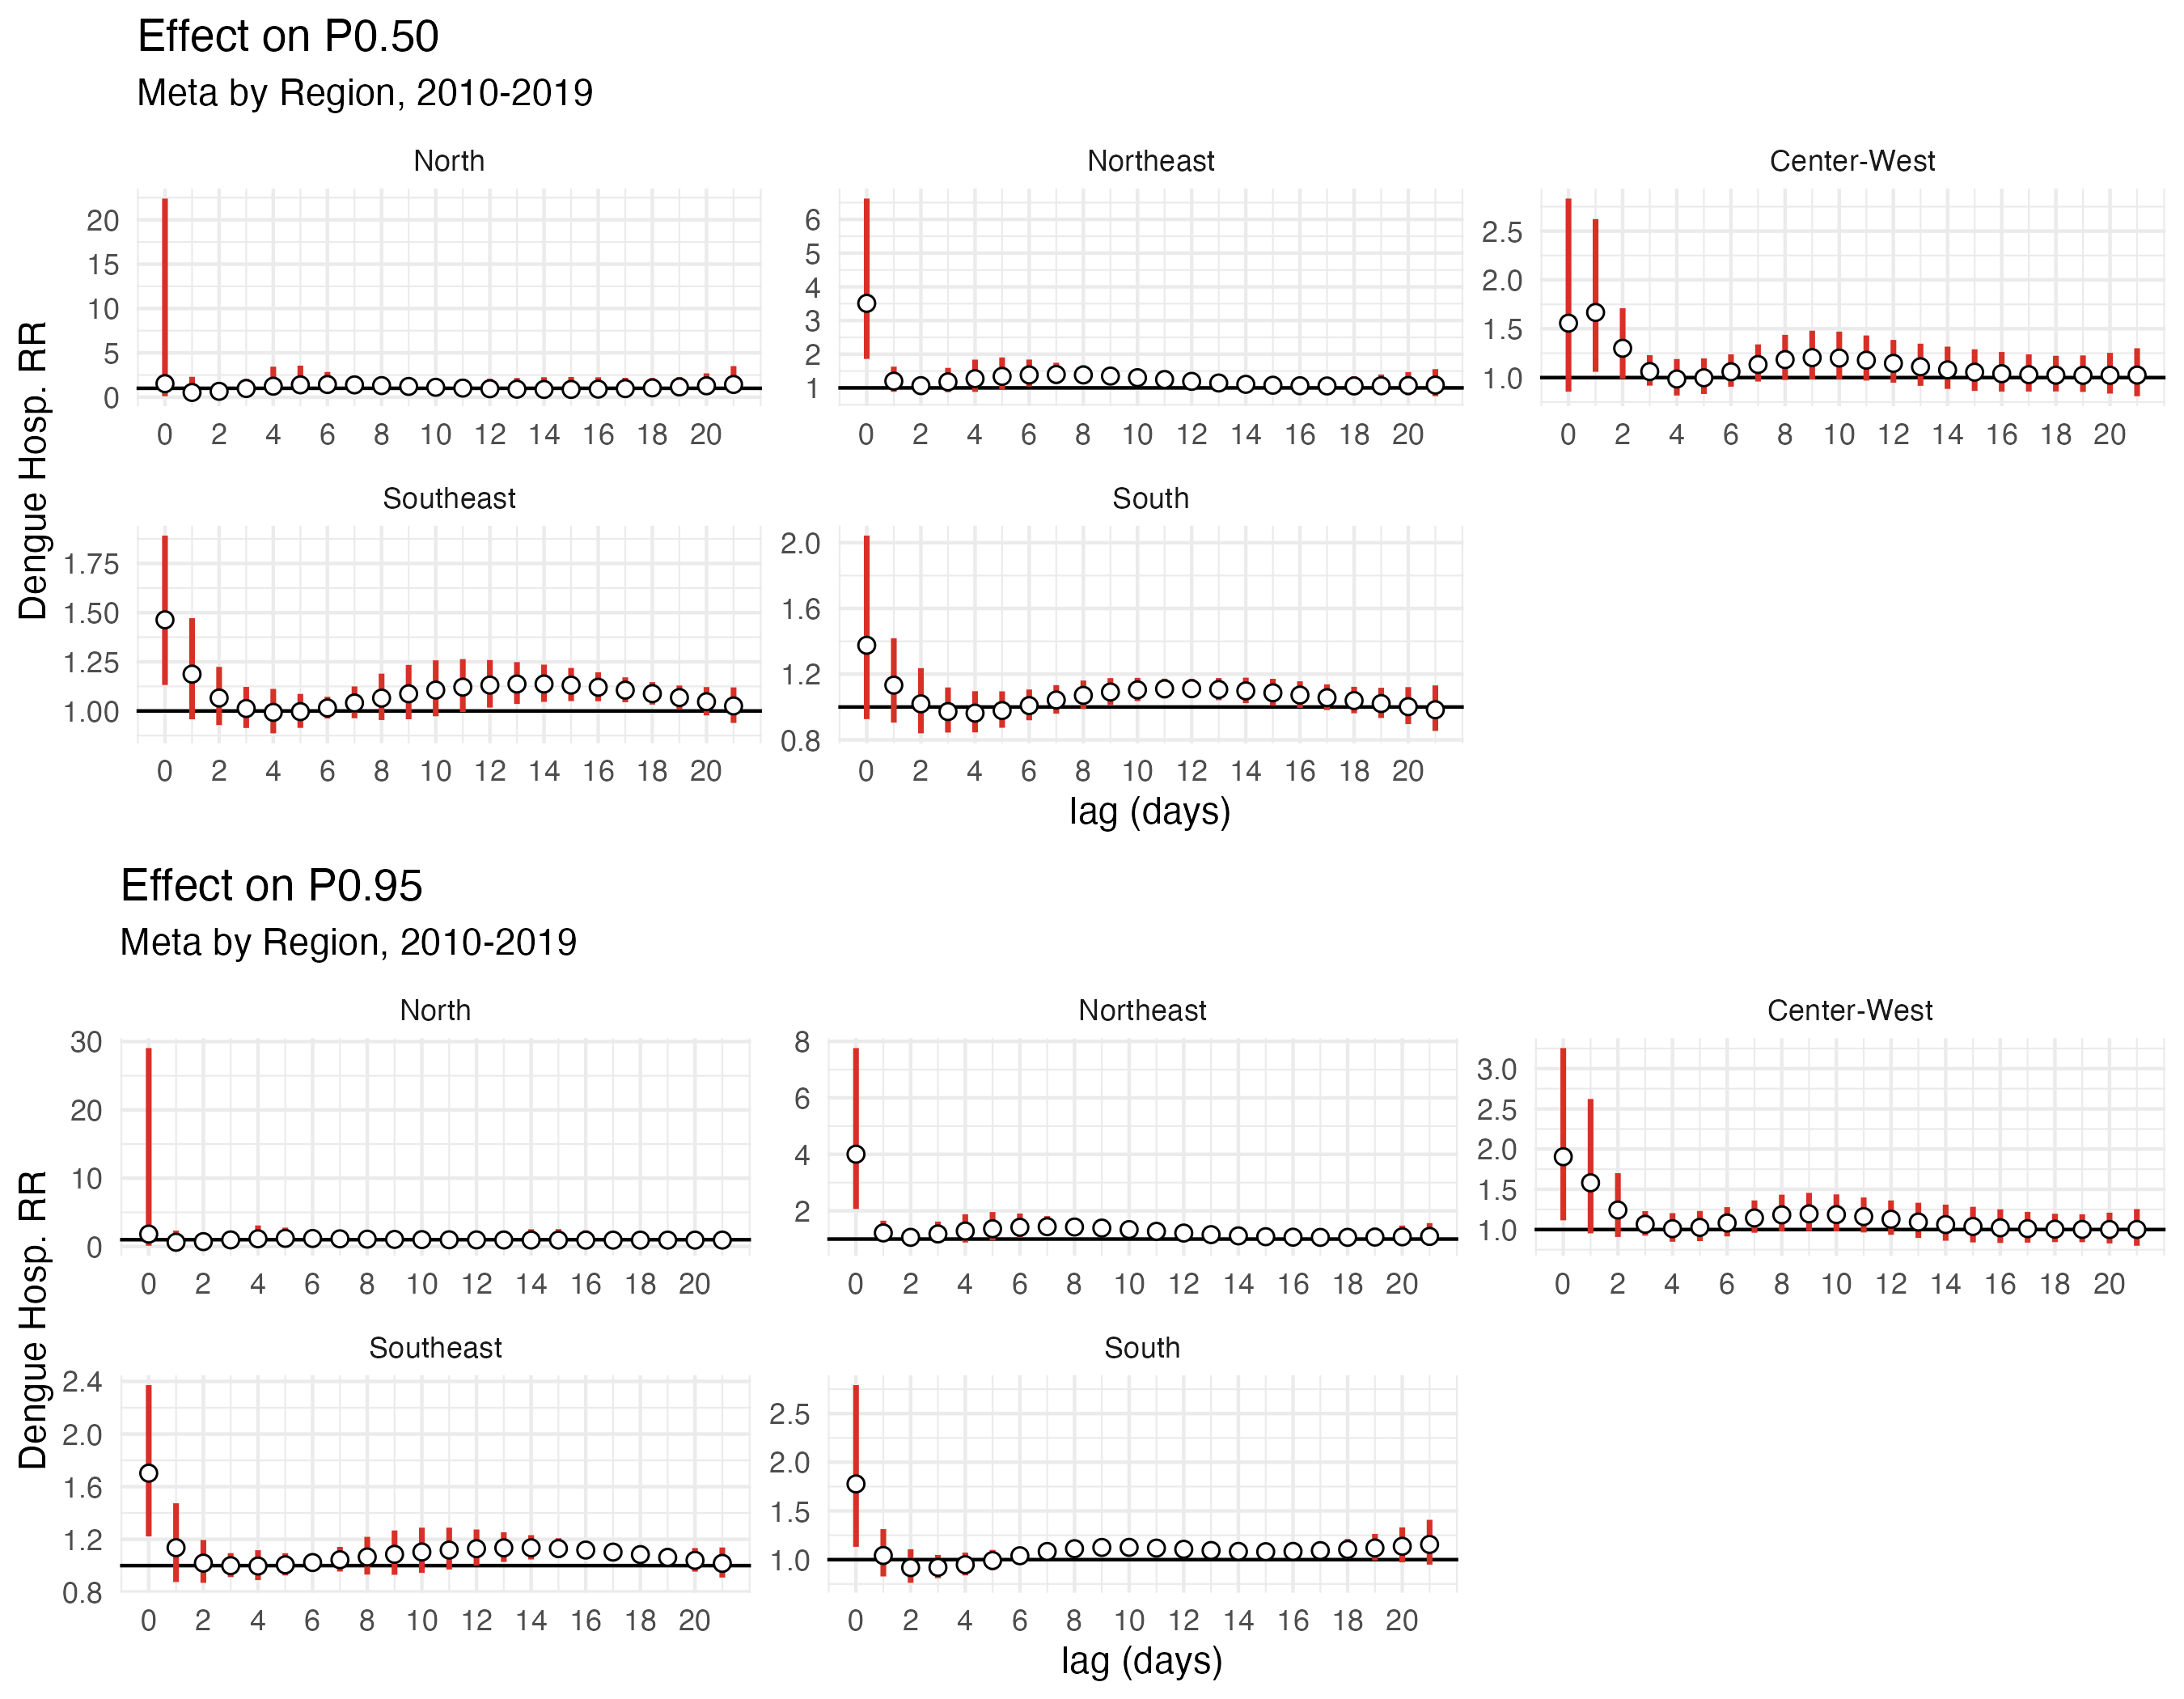 Effect on P0.50
Meta by Region, 2010-2019
Dengue Hosp. RR
North
20
15
10
5
0
0 2 4 6 8 10 12 14 16 18 20
Northeast
6
5
4
3
2
1
0 2 4 6 8 10 12 14 16 18 20
Center-West
2.5
2.0
1.5
1.0
0 2 4 6 8 10 12 14 16 18 20
Southeast
1.75
1.50
1.25
1.00
0 2 4 6 8 10 12 14 16 18 20
South
2.0
1.6
1.2
0.8
0 2 4 6 8 10 12 14 16 18 20
lag (days)
Effect on P0.95
Meta by Region, 2010-2019
Dengue Hosp. RR
North
30
20
10
0
0 2 4 6 8 10 12 14 16 18 20
Northeast
8
6
4
2
0 2 4 6 8 10 12 14 16 18 20
Center-West
3.0
2.5
2.0
1.5
1.0
0 2 4 6 8 10 12 14 16 18 20
Southeast
2.4
2.0
1.6
1.2
0.8
0 2 4 6 8 10 12 14 16 18 20
South
2.5
2.0
1.5
1.0
0 2 4 6 8 10 12 14 16 18 20
lag (days)